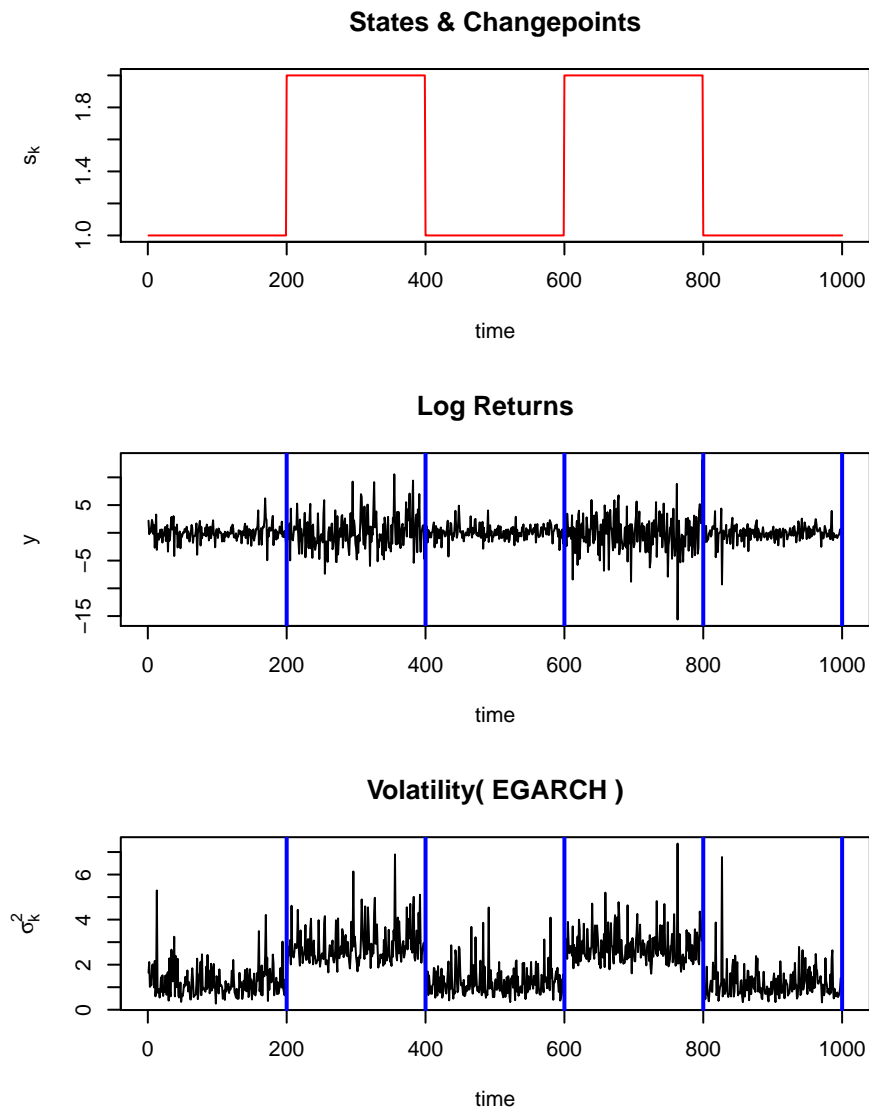 States & Changepoints
1.8
1.4
1.0
sₖ
0 200 400 600 800 1000
time
Log Returns
5
−5
−15
y
0 200 400 600 800 1000
time
Volatility( EGARCH )
6
4
2
0
σ²ₖ
0 200 400 600 800 1000
time